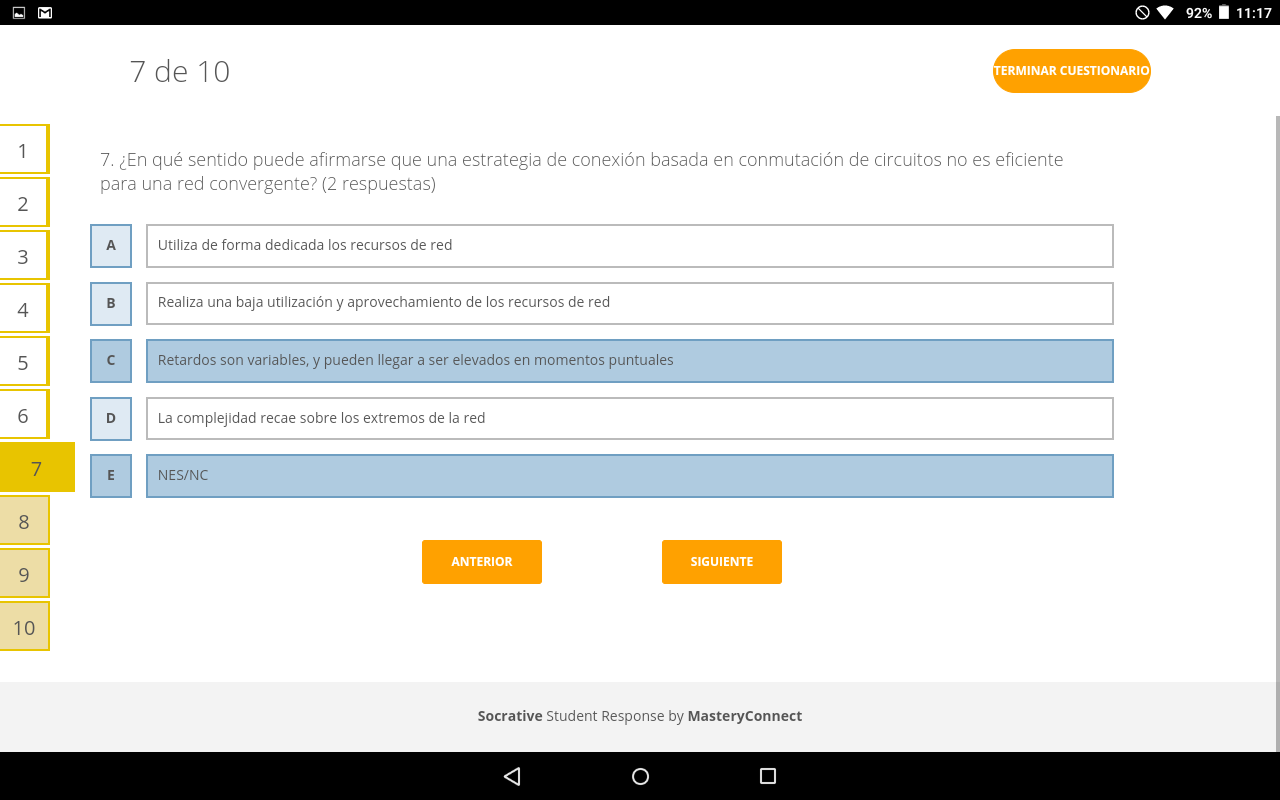 92% 11:17
7 de 10
TERMINAR CUESTIONARIO
1
2
3
4
5
6
7
8
9
10
7. ¿En qué sentido puede afirmarse que una estrategia de conexión basada en conmutación de circuitos no es eficiente
para una red convergente? (2 respuestas)
A Utiliza de forma dedicada los recursos de red
B Realiza una baja utilización y aprovechamiento de los recursos de red
C Retardos son variables, y pueden llegar a ser elevados en momentos puntuales
D La complejidad recae sobre los extremos de la red
E NES/NC
ANTERIOR SIGUIENTE
Socrative Student Response by MasteryConnect